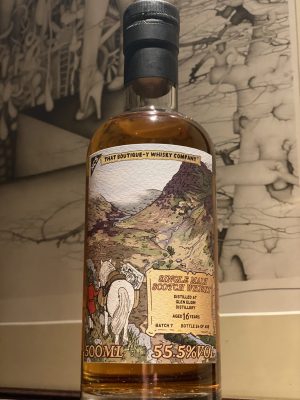 THAT BOUTIQUE-Y WHISKY COMPANY
SINGLE MALT
SCOTCH WHISKY
DISTILLED AT
GLEN ELGIN
DISTILLERY
AGED 16 YEARS
BATCH 7
500ML
55.5%VOL